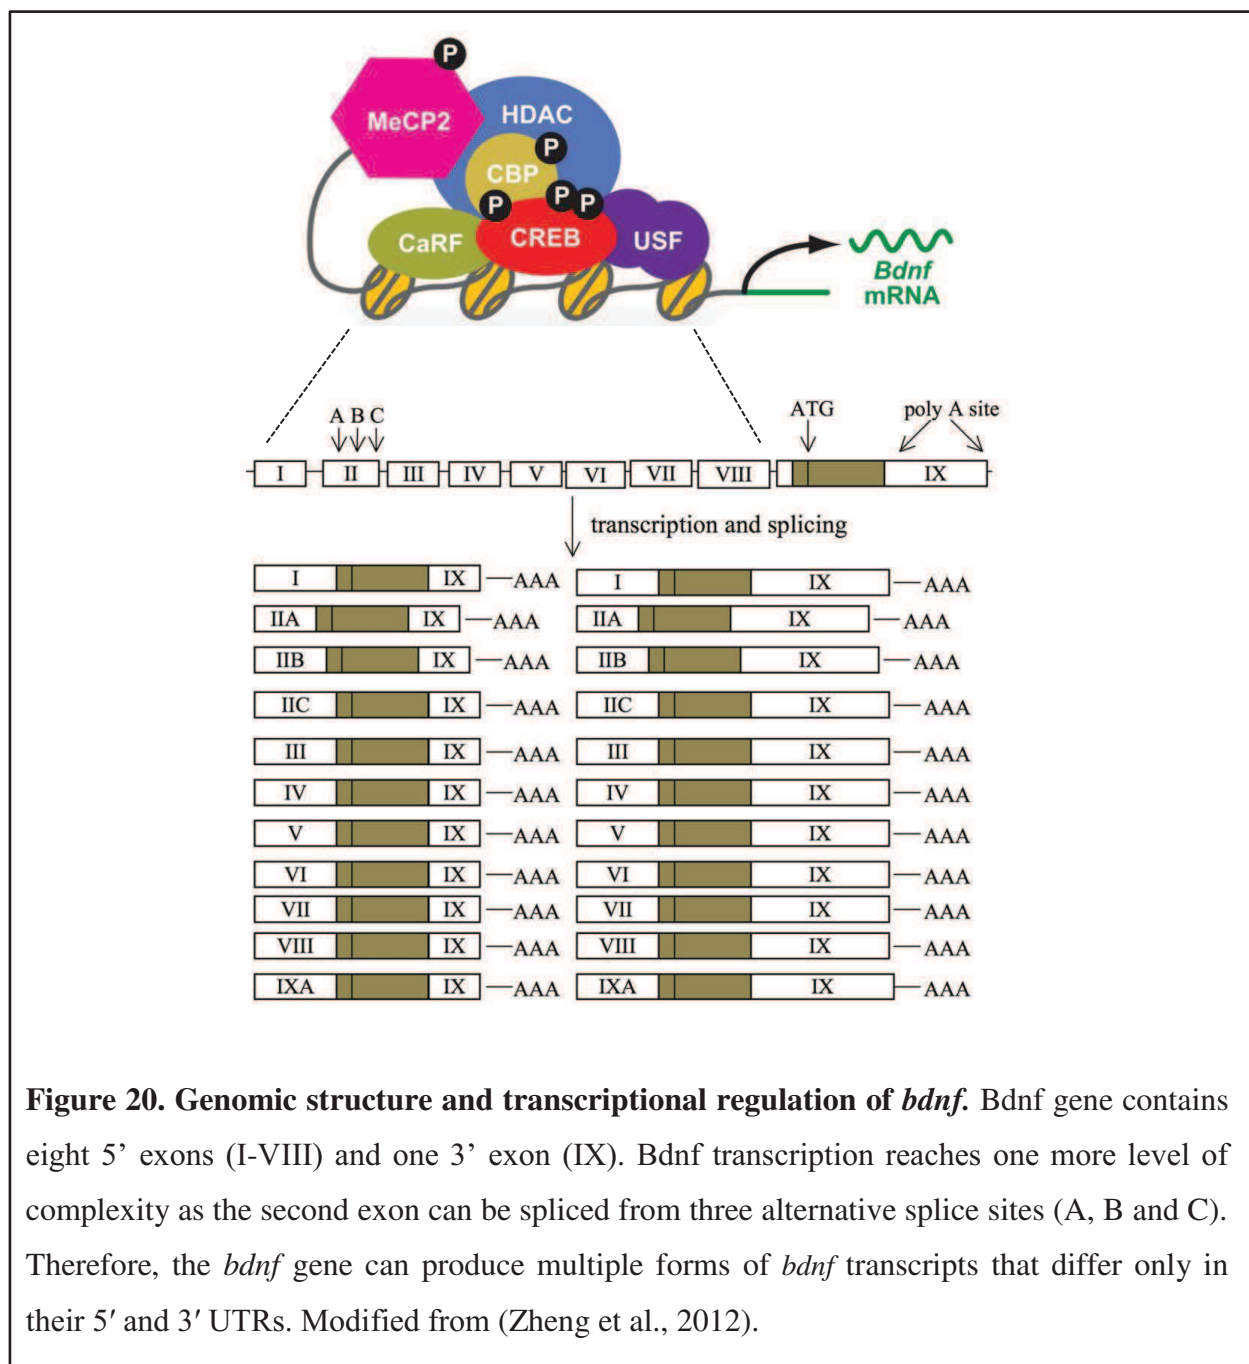 P
MeCP2
HDAC
P
CBP
P P P
CaRF CREB USF
Bdnf
mRNA
A B C ATG poly A site
I II III IV V VI VII VIII IX
transcription and splicing
I IX AAA I IX AAA
IIA IX AAA IIA IX AAA
IIB IX AAA IIB IX AAA
IIC IX AAA IIC IX AAA
III IX AAA III IX AAA
IV IX AAA IV IX AAA
V IX AAA V IX AAA
VI IX AAA VI IX AAA
VII IX AAA VII IX AAA
VIII IX AAA VIII IX AAA
IXA IX AAA IXA IX AAA
Figure 20. Genomic structure and transcriptional regulation of bdnf. Bdnf gene contains
eight 5’ exons (I-VIII) and one 3’ exon (IX). Bdnf transcription reaches one more level of
complexity as the second exon can be spliced from three alternative splice sites (A, B and C).
Therefore, the bdnf gene can produce multiple forms of bdnf transcripts that differ only in
their 5′ and 3′ UTRs. Modified from (Zheng et al., 2012).